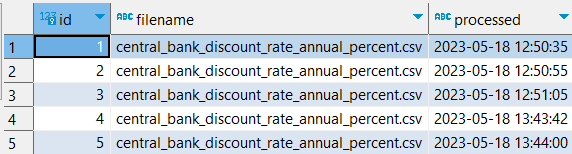 id ABC filename ABC processed
1 1 central_bank_discount_rate_annual_percent.csv 2023-05-18 12:50:35
2 2 central_bank_discount_rate_annual_percent.csv 2023-05-18 12:50:55
3 3 central_bank_discount_rate_annual_percent.csv 2023-05-18 12:51:05
4 4 central_bank_discount_rate_annual_percent.csv 2023-05-18 13:43:42
5 5 central_bank_discount_rate_annual_percent.csv 2023-05-18 13:44:00